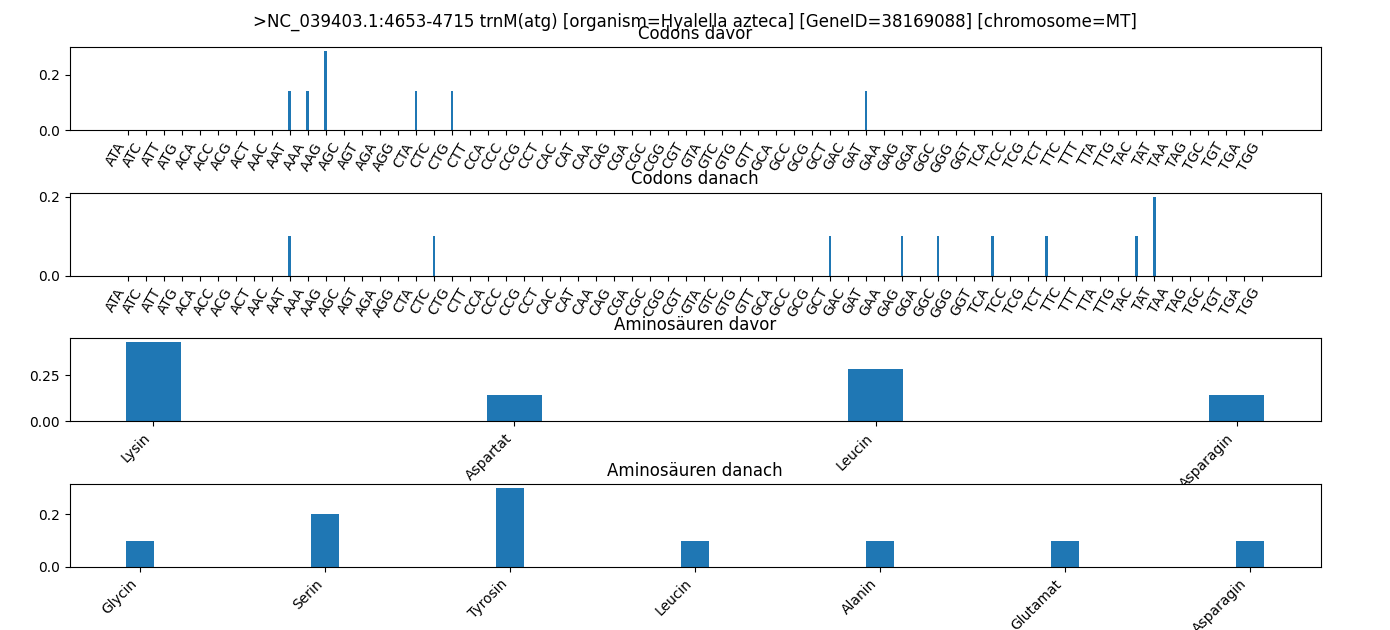 >NC_039403.1:4653-4715 trnM(atg) [organism=Hyalella azteca] [GeneID=38169088] [chromosome=MT]
Codons davor
0.2
0.0
ATA ATC ATT ATG ACA ACC ACG ACT AAC AAT AAA AAG AGC AGT AGA AGG CTA CTC CTG CTT CCA CCC CCG CCT CAC CAT CAA CAG CGA CGC CGG CGT GTA GTC GTG GTT GCA GCC GCG GCT GAC GAT GAA GAG GGA GGC GGG GGT TCA TCC TCG TCT TTC TTT TTA TTG TAC TAT TAA TAG TGC TGT TGA TGG
Codons danach
0.2
0.0
ATA ATC ATT ATG ACA ACC ACG ACT AAC AAT AAA AAG AGC AGT AGA AGG CTA CTC CTG CTT CCA CCC CCG CCT CAC CAT CAA CAG CGA CGC CGG CGT GTA GTC GTG GTT GCA GCC GCG GCT GAC GAT GAA GAG GGA GGC GGG GGT TCA TCC TCG TCT TTC TTT TTA TTG TAC TAT TAA TAG TGC TGT TGA TGG
Aminosäuren davor
0.25
0.00
Lysin Aspartat Leucin Asparagin
Aminosäuren danach
0.2
0.0
Glycin Serin Tyrosin Leucin Alanin Glutamat Asparagin